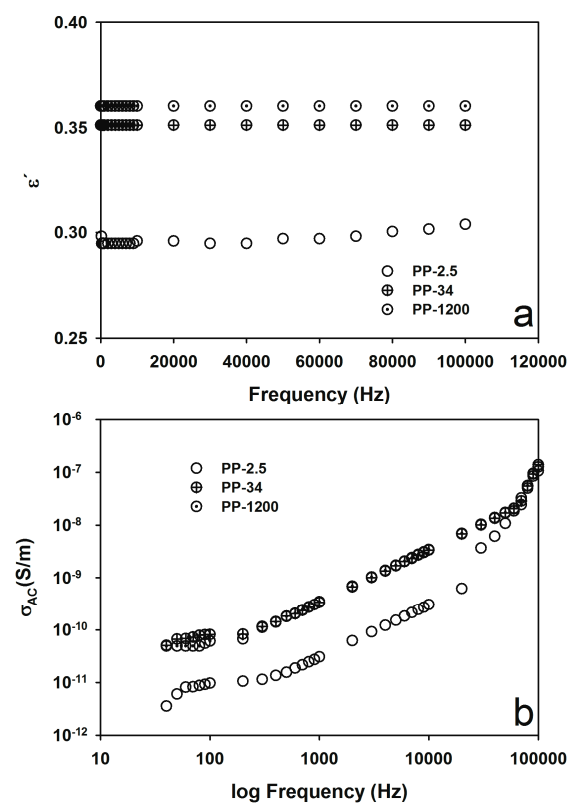 0.40
0.35
0.30
0.25
ε´
PP-2.5
PP-34
PP-1200
a
0 20000 40000 60000 80000 100000 120000
Frequency (Hz)
10-6
10-7
10-8
10-9
10-10
10-11
10-12
σAC(S/m)
PP-2.5
PP-34
PP-1200
b
10 100 1000 10000 100000
log Frequency (Hz)